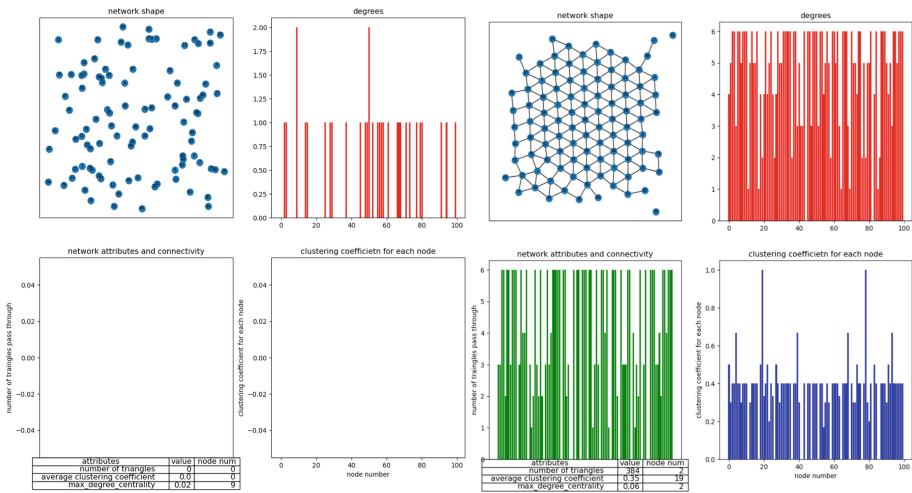 network shape
degrees
2.00
1.75
1.50
1.25
1.00
0.75
0.50
0.25
0.00
0 20 40 60 80 100
network attributes and connectivity
number of traingles pass through
0.04
0.02
0.00
−0.02
−0.04
attributes value node num
number of triangles 0 0
average clustering coefficient 0.0 0
max_degree_centrality 0.02 9
clustering coefficietn for each node
clustering coefficient for each node
0.04
0.02
0.00
−0.02
−0.04
0 20 40 60 80 100
node number
network shape
degrees
6
5
4
3
2
1
0
0 20 40 60 80 100
network attributes and connectivity
number of traingles pass through
6
5
4
3
2
1
0
attributes value node num
number of triangles 384 2
average clustering coefficient 0.35 19
max_degree_centrality 0.06 2
clustering coefficietn for each node
clustering coefficient for each node
1.0
0.8
0.6
0.4
0.2
0.0
0 20 40 60 80 100
node number